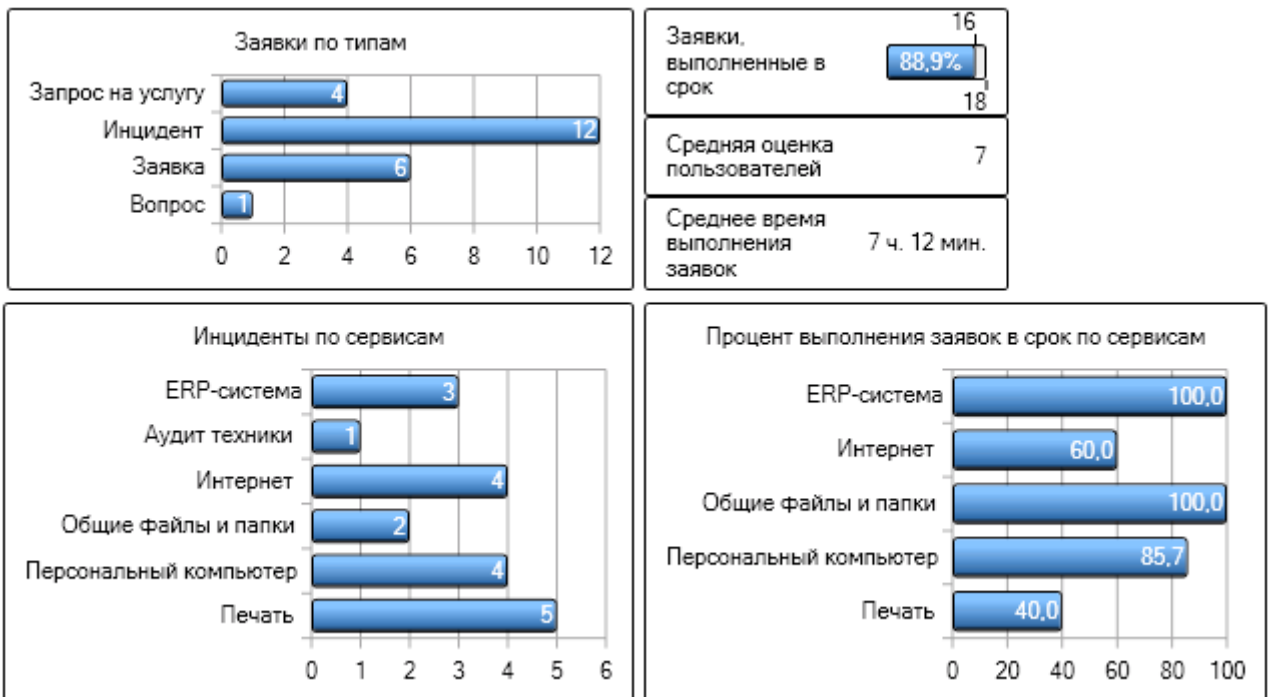 Заявки по типам
Запрос на услугу
4
Инцидент
12
Заявка
6
Вопрос
1
0 2 4 6 8 10 12
Заявки,
выполненные в
срок
16
88,9%
18
Средняя оценка
пользователей
7
Среднее время
выполнения
заявок
7 ч. 12 мин.
Инциденты по сервисам
ERP-система
3
Аудит техники
1
Интернет
4
Общие файлы и папки
2
Персональный компьютер
4
Печать
5
0 1 2 3 4 5 6
Процент выполнения заявок в срок по сервисам
ERP-система
100,0
Интернет
60,0
Общие файлы и папки
100,0
Персональный компьютер
85,7
Печать
40,0
0 20 40 60 80 100